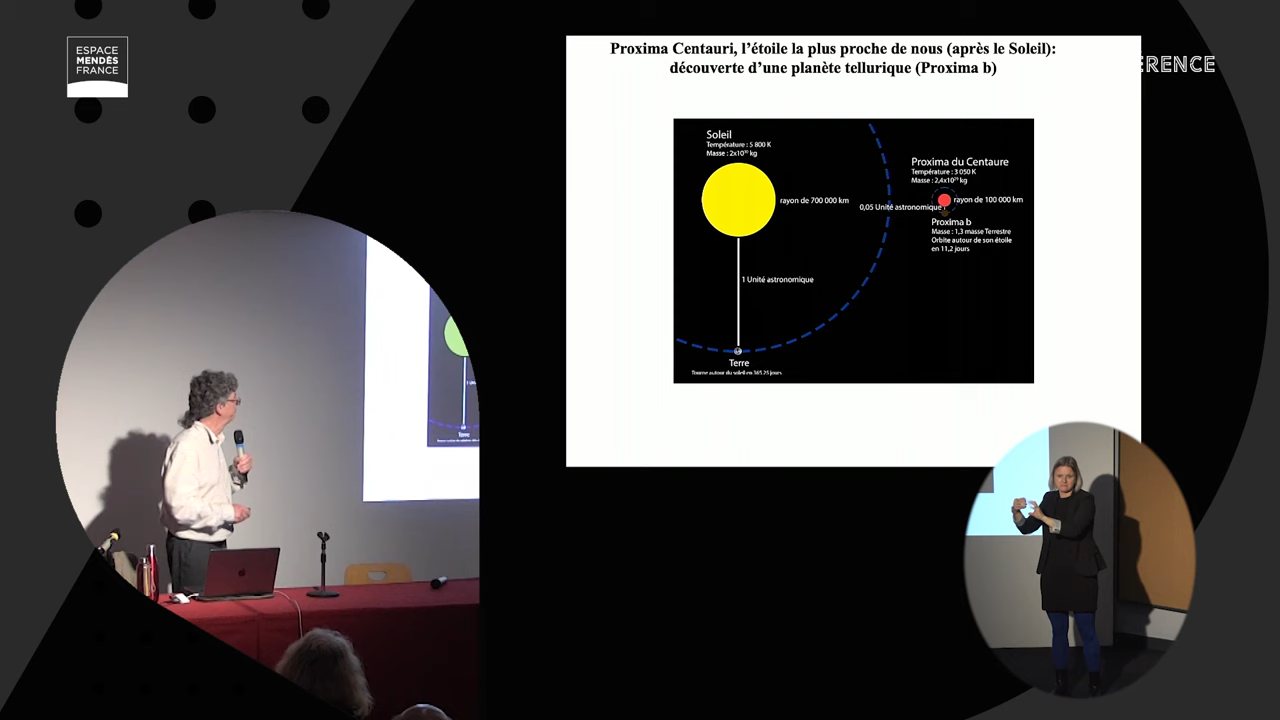 ESPACE
MENDÈS
FRANCE
ERENCE
Proxima Centauri, l’étoile la plus proche de nous (après le Soleil):
découverte d’une planète tellurique (Proxima b)
Soleil
Température : 5 800 K
Masse : 2x10³⁰ kg
rayon de 700 000 km
1 Unité astronomique
Terre
Tourne autour du soleil en 365.25 jours
Proxima du Centaure
Température : 3 050 K
Masse : 2,4x10²⁹ kg
rayon de 100 000 km
0,05 Unité astronomique
Proxima b
Masse : 1,3 masse Terrestre
Orbite autour de son étoile
en 11,2 jours
Terre